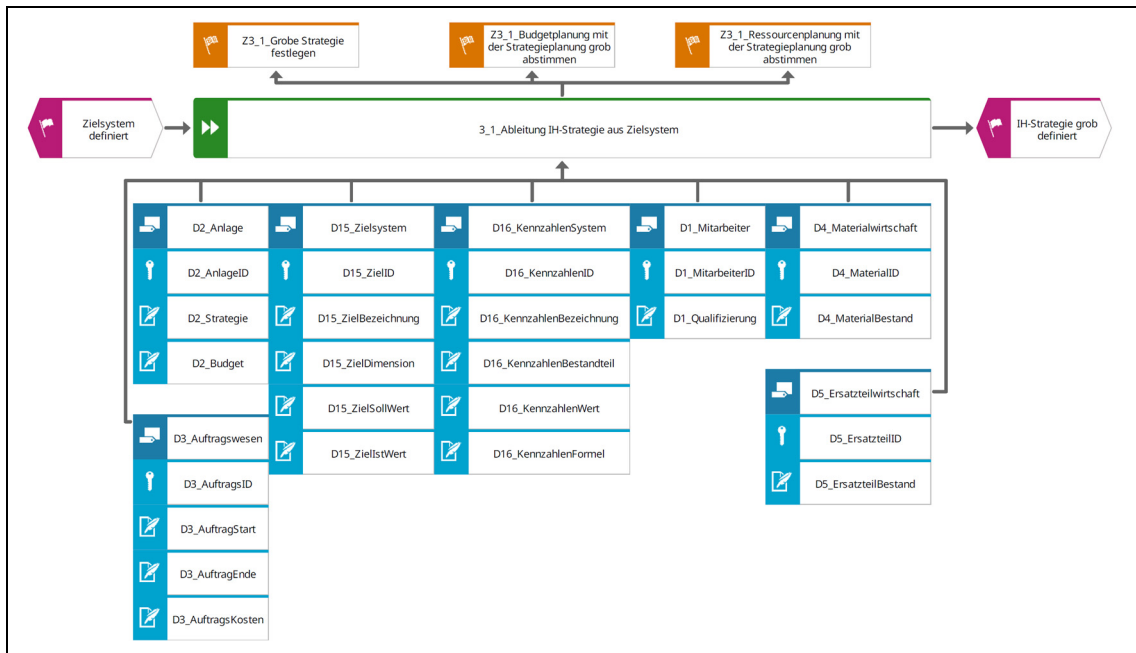 Z3_1_Grobe Strategie
festlegen
Z3_1_Budgetplanung mit
der Strategieplanung grob
abstimmen
Z3_1_Ressourcenplanung mit
der Strategieplanung grob
abstimmen
Zielsystem
definiert
3_1_Ableitung IH-Strategie aus Zielsystem
IH-Strategie grob
definiert
D2_Anlage
D2_AnlageID
D2_Strategie
D2_Budget
D15_Zielsystem
D15_ZielID
D15_ZielBezeichnung
D15_ZielDimension
D15_ZielSollWert
D15_ZielIstWert
D16_KennzahlenSystem
D16_KennzahlenID
D16_KennzahlenBezeichnung
D16_KennzahlenBestandteil
D16_KennzahlenWert
D16_KennzahlenFormel
D1_Mitarbeiter
D1_MitarbeiterID
D1_Qualifizierung
D4_Materialwirtschaft
D4_MaterialID
D4_MaterialBestand
D3_Auftragswesen
D3_AuftragsID
D3_AuftragStart
D3_AuftragEnde
D3_AuftragsKosten
D5_Ersatzteilwirtschaft
D5_ErsatzteilID
D5_ErsatzteilBestand